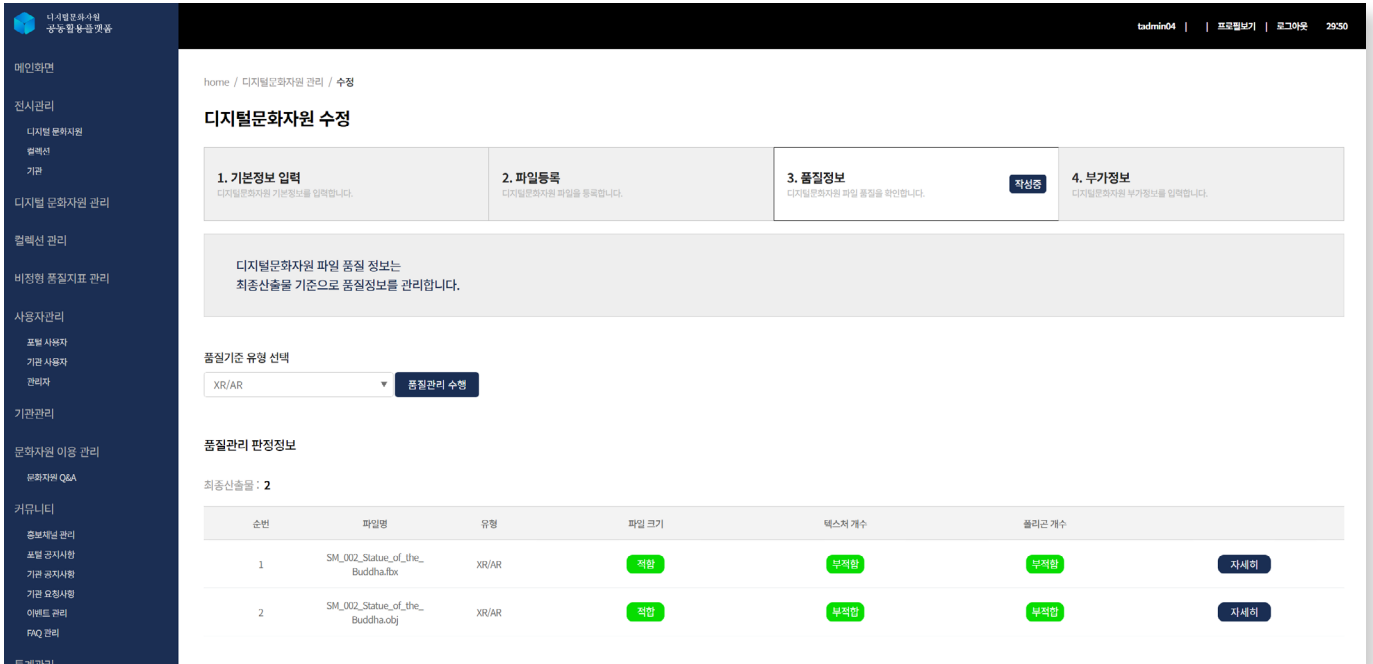 디지털문화자원
공동활용플랫폼
tadmin04 | | 프로필보기 | 로그아웃 29:50
메인화면
전시관리
디지털 문화자원
컬렉션
기관
디지털 문화자원 관리
컬렉션 관리
비정형 품질지표 관리
사용자관리
포털 사용자
기관 사용자
관리자
기관관리
문화자원 이용 관리
문화자원 Q&A
커뮤니티
홍보채널 관리
포털 공지사항
기관 공지사항
기관 요청사항
이벤트 관리
FAQ 관리
통계관리
home / 디지털문화자원 관리 / 수정
디지털문화자원 수정
1. 기본정보 입력
디지털문화자원 기본정보를 입력합니다.
2. 파일등록
디지털문화자원 파일을 등록합니다.
3. 품질정보
디지털문화자원 파일 품질을 확인합니다.
작성중
4. 부가정보
디지털문화자원 부가정보를 입력합니다.
디지털문화자원 파일 품질 정보는
최종산출물 기준으로 품질정보를 관리합니다.
품질기준 유형 선택
XR/AR ▼ 품질관리 수행
품질관리 판정정보
최종산출물 : 2
순번 파일명 유형 파일 크기 텍스처 개수 폴리곤 개수
1 SM_002_Statue_of_the_
Buddha.fbx XR/AR 적합 부적합 부적합 자세히
2 SM_002_Statue_of_the_
Buddha.obj XR/AR 적합 부적합 부적합 자세히